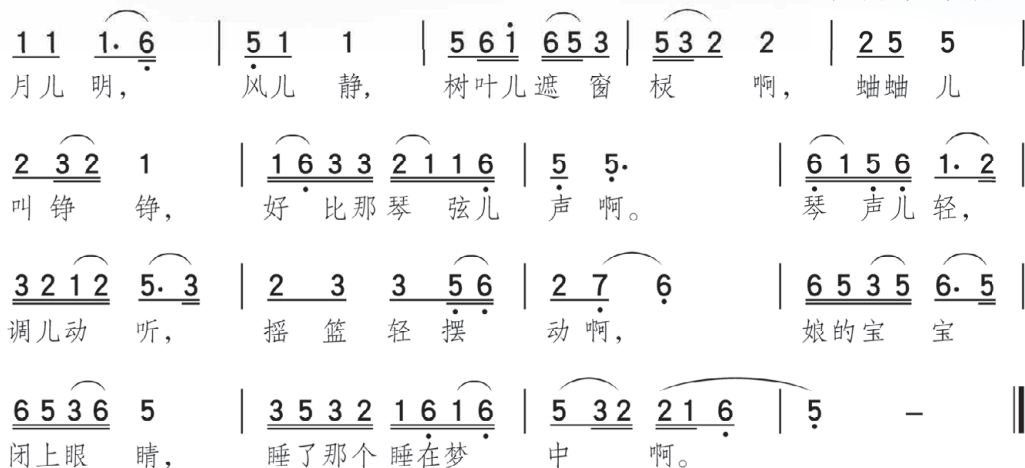 1 1 1· 6 | 5 1 1 | 5 6 1 6 5 3 | 5 3 2 2 | 2 5 5 |
月儿 明， 风儿 静， 树叶儿遮 窗 棂 啊， 蛐蛐 儿
2 3 2 1 | 1 6 3 3 2 1 1 6 | 5 5· | 6 1 5 6 1· 2 |
叫 铮 铮， 好 比那 琴 弦儿 声 啊。 琴 声儿 轻，
3 2 1 2 5· 3 | 2 3 3 5 6 | 2 7 6 | 6 5 3 5 6· 5 |
调儿动 听， 摇 篮 轻 摆 动 啊， 娘的宝 宝
6 5 3 6 5 | 3 5 3 2 1 6 1 6 | 5 3 2 2 1 6 | 5 – ‖
闭上眼 睛， 睡了那个 睡在梦 中 啊。